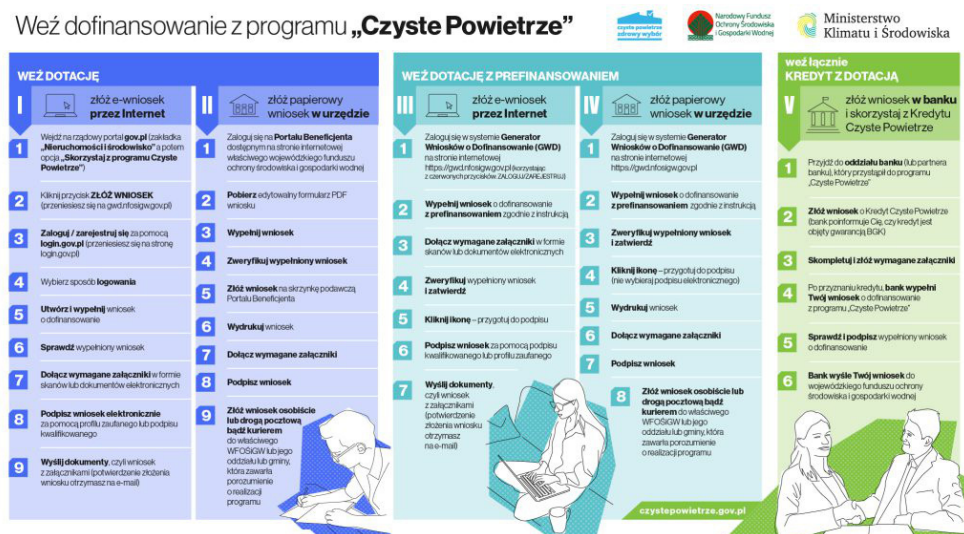 Weź dofinansowanie z programu „Czyste Powietrze”
czyste powietrze
zdrowy wybór
Narodowy Fundusz
Ochrony Środowiska
i Gospodarki Wodnej
Ministerstwo
Klimatu i Środowiska
WEŹ DOTACJĘ
I
złóż e-wniosek
przez Internet
1
Wejdź na rządowy portal gov.pl (zakładka
„Nieruchomości i środowisko” a potem
opcja „Skorzystaj z programu Czyste
Powietrze”)
2
Kliknij przycisk ZŁÓŻ WNIOSEK
(przeniesiesz się na gwd.nfosigw.gov.pl)
3
Zaloguj / zarejestruj się za pomocą
login.gov.pl (przeniesiesz się na stronę
login.gov.pl)
4
Wybierz sposób logowania
5
Utwórz i wypełnij wniosek
o dofinansowanie
6
Sprawdź wypełniony wniosek
7
Dołącz wymagane załączniki w formie
skanów lub dokumentów elektronicznych
8
Podpisz wniosek elektronicznie
za pomocą profilu zaufanego lub podpisu
kwalifikowanego
9
Wyślij dokumenty, czyli wniosek
z załącznikami (potwierdzenie złożenia
wniosku otrzymasz na e-mail)
II
złóż papierowy
wniosek w urzędzie
1
Zaloguj się na Portalu Beneficjenta
dostępnym na stronie internetowej
właściwego wojewódzkiego funduszu
ochrony środowiska i gospodarki wodnej
2
Pobierz edytowalny formularz PDF
wniosku
3
Wypełnij wniosek
4
Zweryfikuj wypełniony wniosek
5
Złóż wniosek na skrzynkę podawczą
Portalu Beneficjenta
6
Wydrukuj wniosek
7
Dołącz wymagane załączniki
8
Podpisz wniosek
9
Złóż wniosek osobiście
lub drogą pocztową
bądź kurierem
do właściwego
WFOŚiGW lub jego
oddziału lub gminy,
która zawarła
porozumienie
o realizacji
programu
WEŹ DOTACJĘ Z PREFINANSOWANIEM
III
złóż e-wniosek
przez Internet
1
Zaloguj się w systemie Generator
Wniosków o Dofinansowanie (GWD)
na stronie internetowej
https://gwd.nfosigw.gov.pl (korzystając
z czerwonych przycisków: ZALOGUJ/ZAREJESTRUJ)
2
Wypełnij wniosek o dofinansowanie
z prefinansowaniem zgodnie z instrukcją
3
Dołącz wymagane załączniki w formie
skanów lub dokumentów elektronicznych
4
Zweryfikuj wypełniony wniosek
i zatwierdź
5
Kliknij ikonę – przygotuj do podpisu
6
Podpisz wniosek za pomocą podpisu
kwalifikowanego lub profilu zaufanego
7
Wyślij dokumenty,
czyli wniosek
z załącznikami
(potwierdzenie
złożenia wniosku
otrzymasz
na e-mail)
IV
złóż papierowy
wniosek w urzędzie
1
Zaloguj się w systemie Generator
Wniosków o Dofinansowanie (GWD)
na stronie internetowej
https://gwd.nfosigw.gov.pl
2
Wypełnij wniosek o dofinansowanie
z prefinansowaniem zgodnie z instrukcją
3
Zweryfikuj wypełniony wniosek
i zatwierdź
4
Kliknij ikonę – przygotuj do podpisu
(nie wybieraj podpisu elektronicznego)
5
Wydrukuj wniosek
6
Dołącz wymagane załączniki
7
Podpisz wniosek
8
Złóż wniosek osobiście lub
drogą pocztową bądź
kurierem do właściwego
WFOŚiGW lub jego
oddziału lub gminy, która
zawarła porozumienie
o realizacji programu
weź łącznie
KREDYT Z DOTACJĄ
V
złóż wniosek w banku
i skorzystaj z Kredytu
Czyste Powietrze
1
Przyjdź do oddziału banku (lub partnera
banku), który przystąpił do programu
„Czyste Powietrze”
2
Złóż wniosek o Kredyt Czyste Powietrze
(bank poinformuje Cię, czy kredyt jest
objęty gwarancją BGK)
3
Skompletuj i złóż wymagane załączniki
4
Po przyznaniu kredytu, bank wypełni
Twój wniosek o dofinansowanie
z programu „Czyste Powietrze”
5
Sprawdź i podpisz wypełniony wniosek
o dofinansowanie
6
Bank wyśle Twój wniosek do
wojewódzkiego funduszu ochrony
środowiska i gospodarki wodnej
czystepowietrze.gov.pl